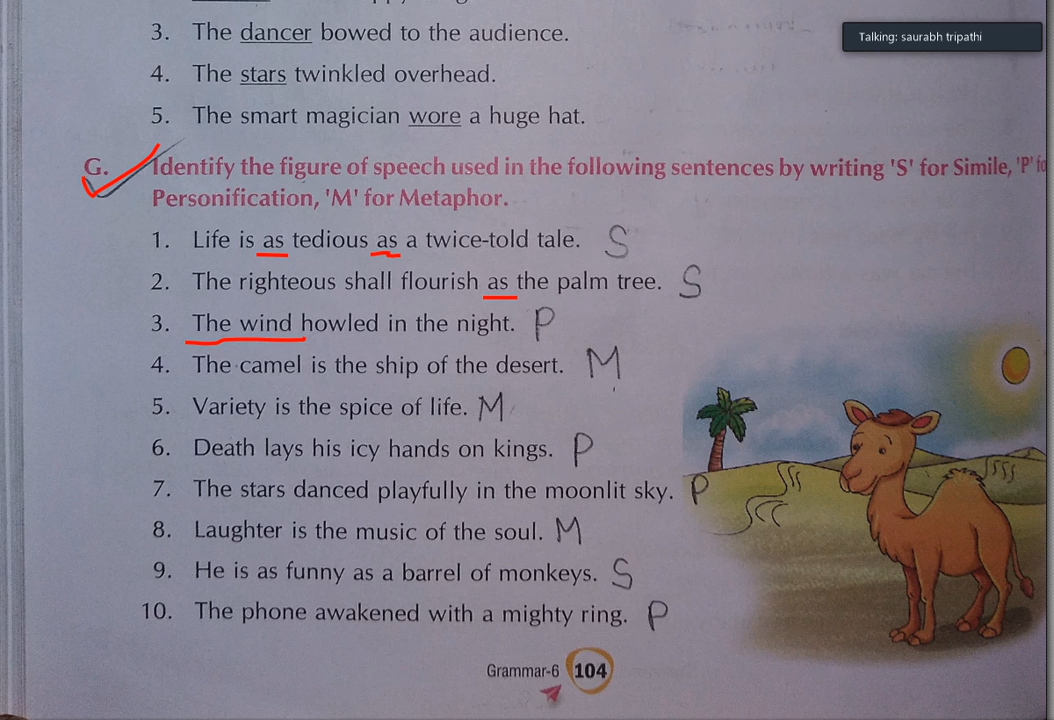 3. The dancer bowed to the audience.
Talking: saurabh tripathi
4. The stars twinkled overhead.
5. The smart magician wore a huge hat.
G. Identify the figure of speech used in the following sentences by writing 'S' for Simile, 'P' fo
Personification, 'M' for Metaphor.
1. Life is as tedious as a twice-told tale. S
2. The righteous shall flourish as the palm tree. S
3. The wind howled in the night. P
4. The camel is the ship of the desert. M
5. Variety is the spice of life. M
6. Death lays his icy hands on kings. P
7. The stars danced playfully in the moonlit sky. P
8. Laughter is the music of the soul. M
9. He is as funny as a barrel of monkeys. S
10. The phone awakened with a mighty ring. P
Grammar-6 104